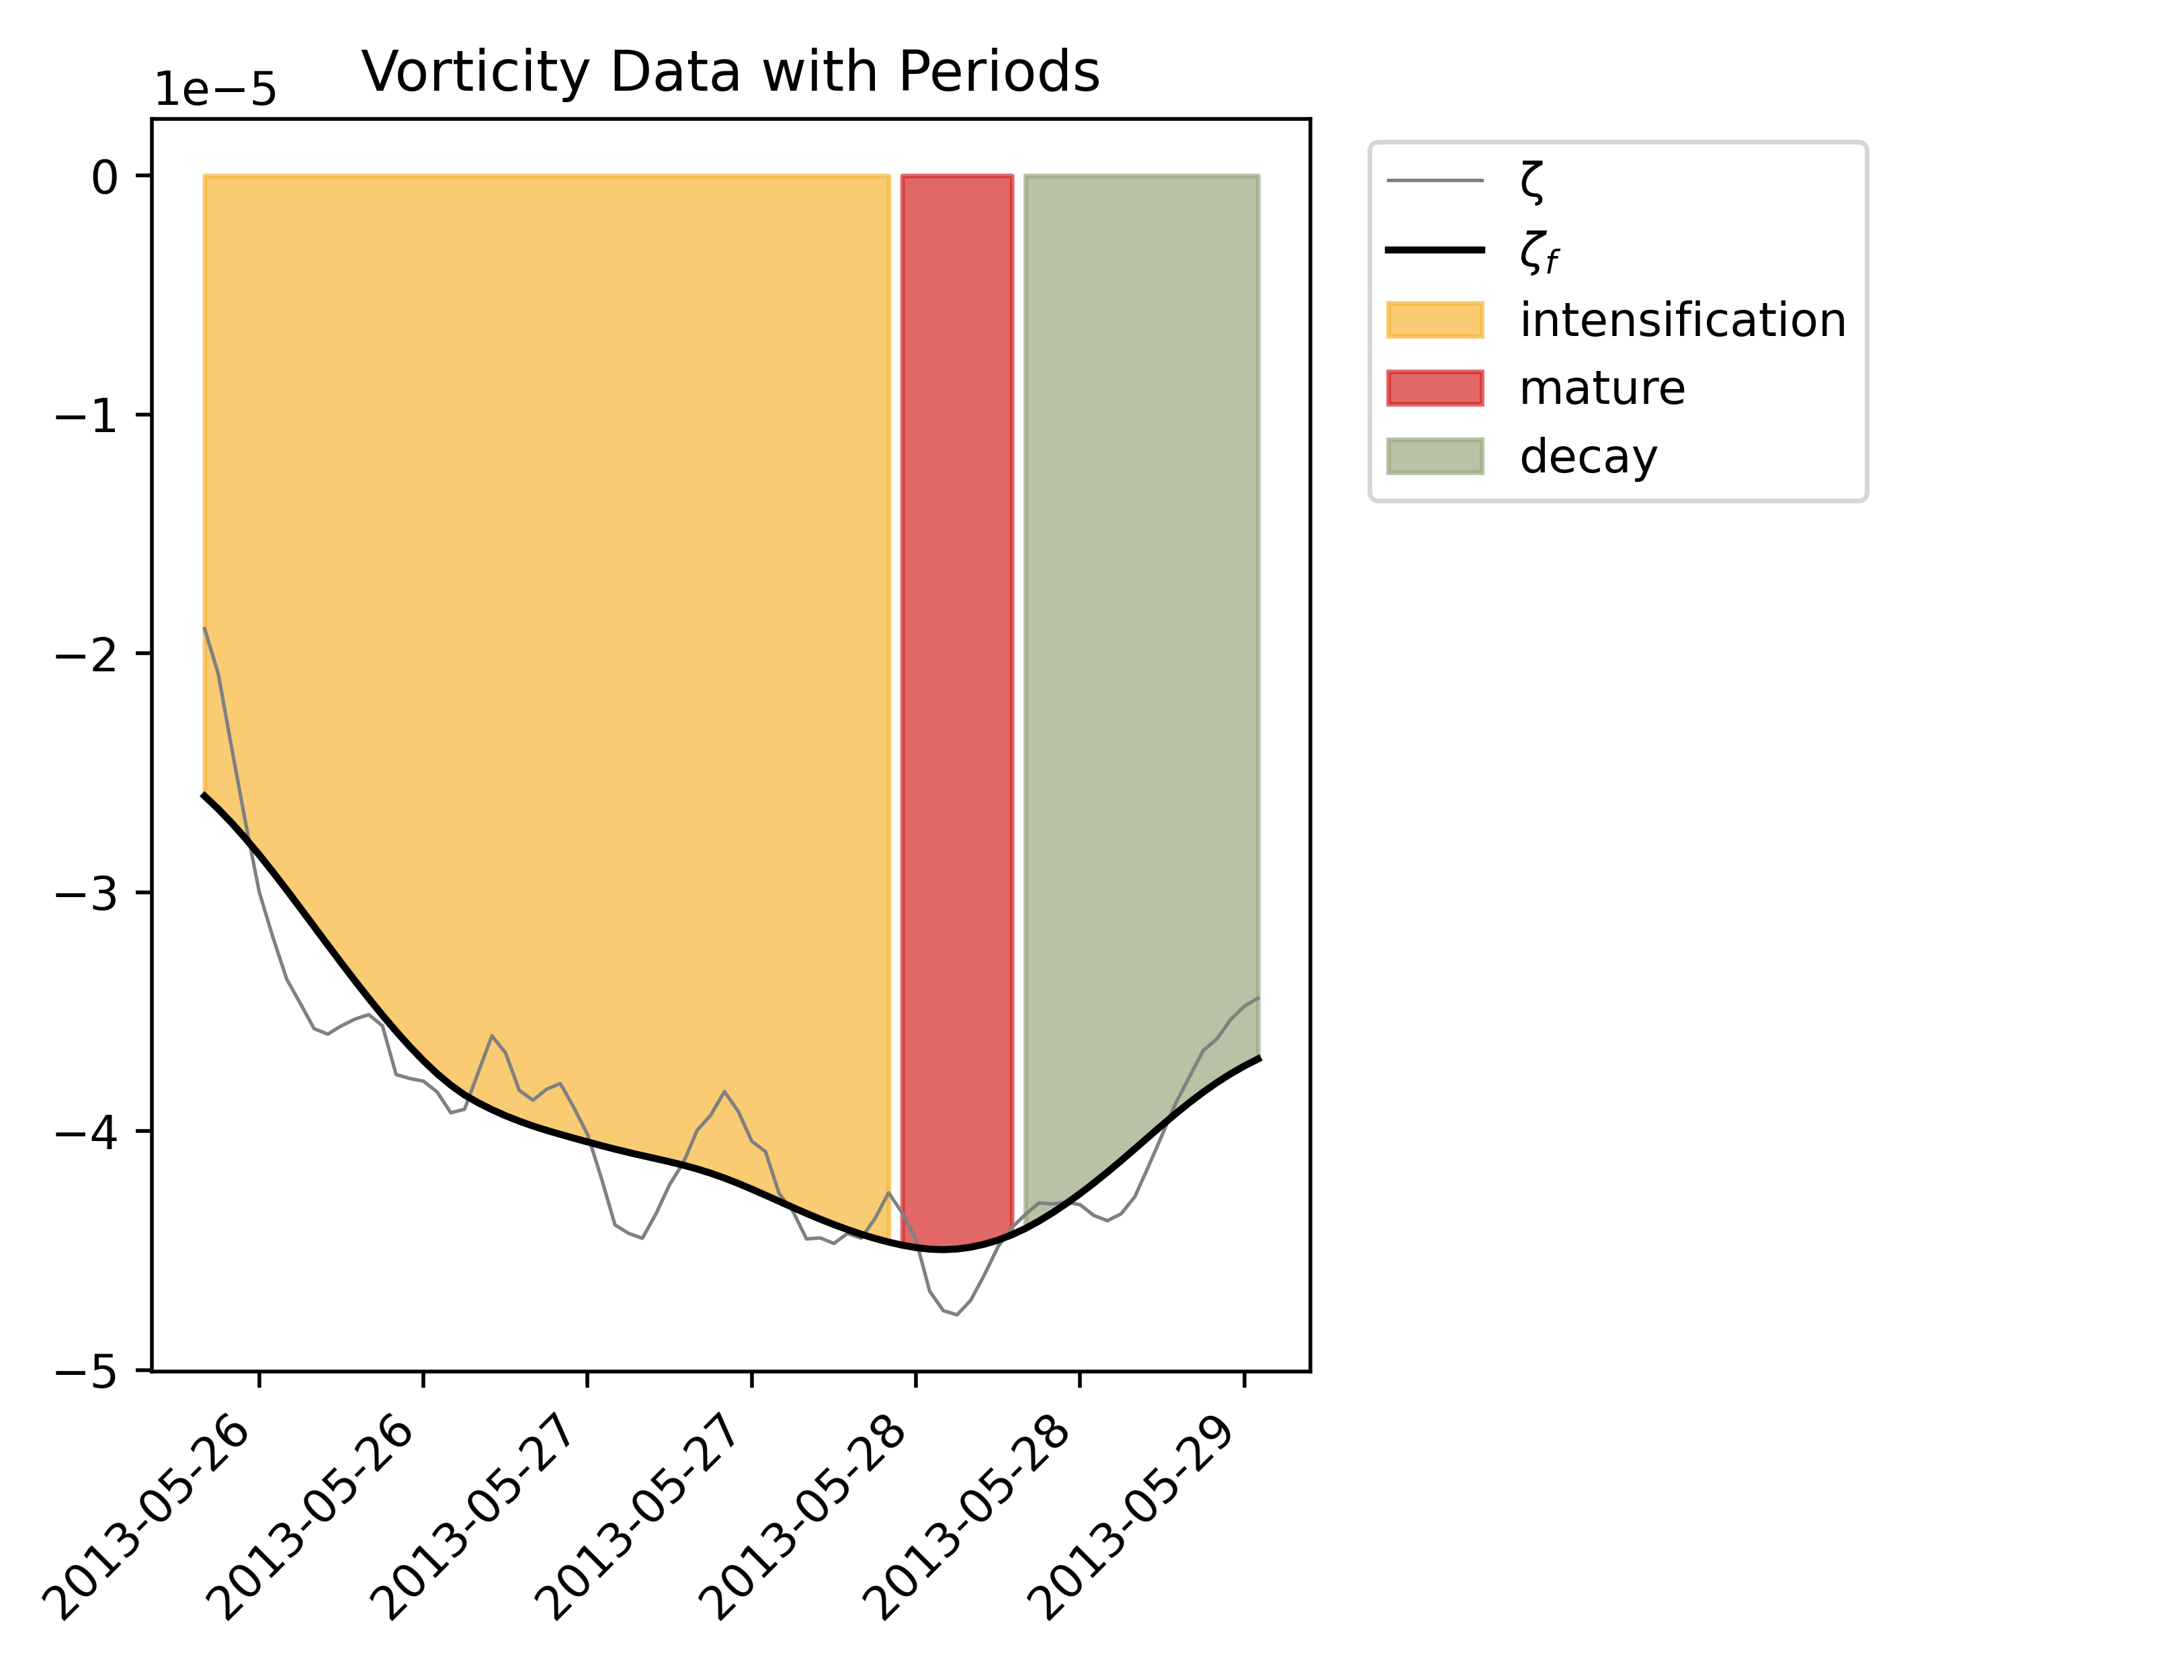 Vorticity Data with Periods
1e−5
0
−1
−2
−3
−4
−5
2013-05-26
2013-05-26
2013-05-27
2013-05-27
2013-05-28
2013-05-28
2013-05-29
ζ
ζf
intensification
mature
decay